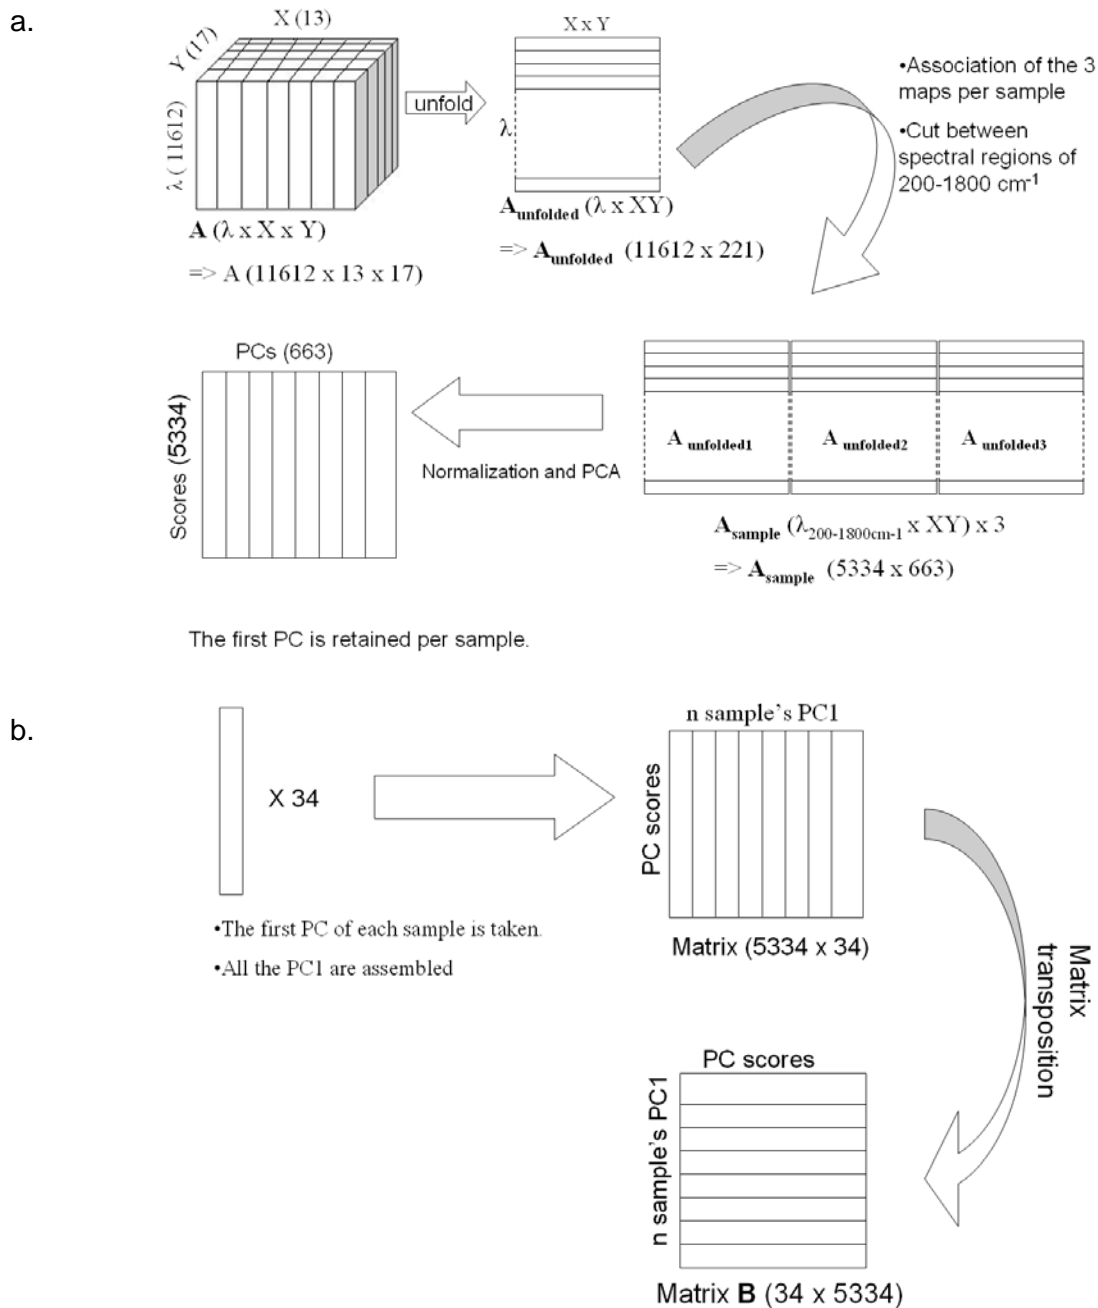 a.
X (13)
Y (17)
λ (11612)
A (λ x X x Y)
=> A (11612 x 13 x 17)
unfold
X x Y
λ
Aunfolded (λ x XY)
=> Aunfolded (11612 x 221)
•Association of the 3
maps per sample
•Cut between
spectral regions of
200-1800 cm-1
A unfolded1
A unfolded2
A unfolded3
Asample (λ200-1800cm-1 x XY) x 3
=> Asample (5334 x 663)
Normalization and PCA
PCs (663)
Scores (5334)
The first PC is retained per sample.
b.
X 34
•The first PC of each sample is taken.
•All the PC1 are assembled
n sample's PC1
PC scores
Matrix (5334 x 34)
Matrix
transposition
PC scores
n sample's PC1
Matrix B (34 x 5334)